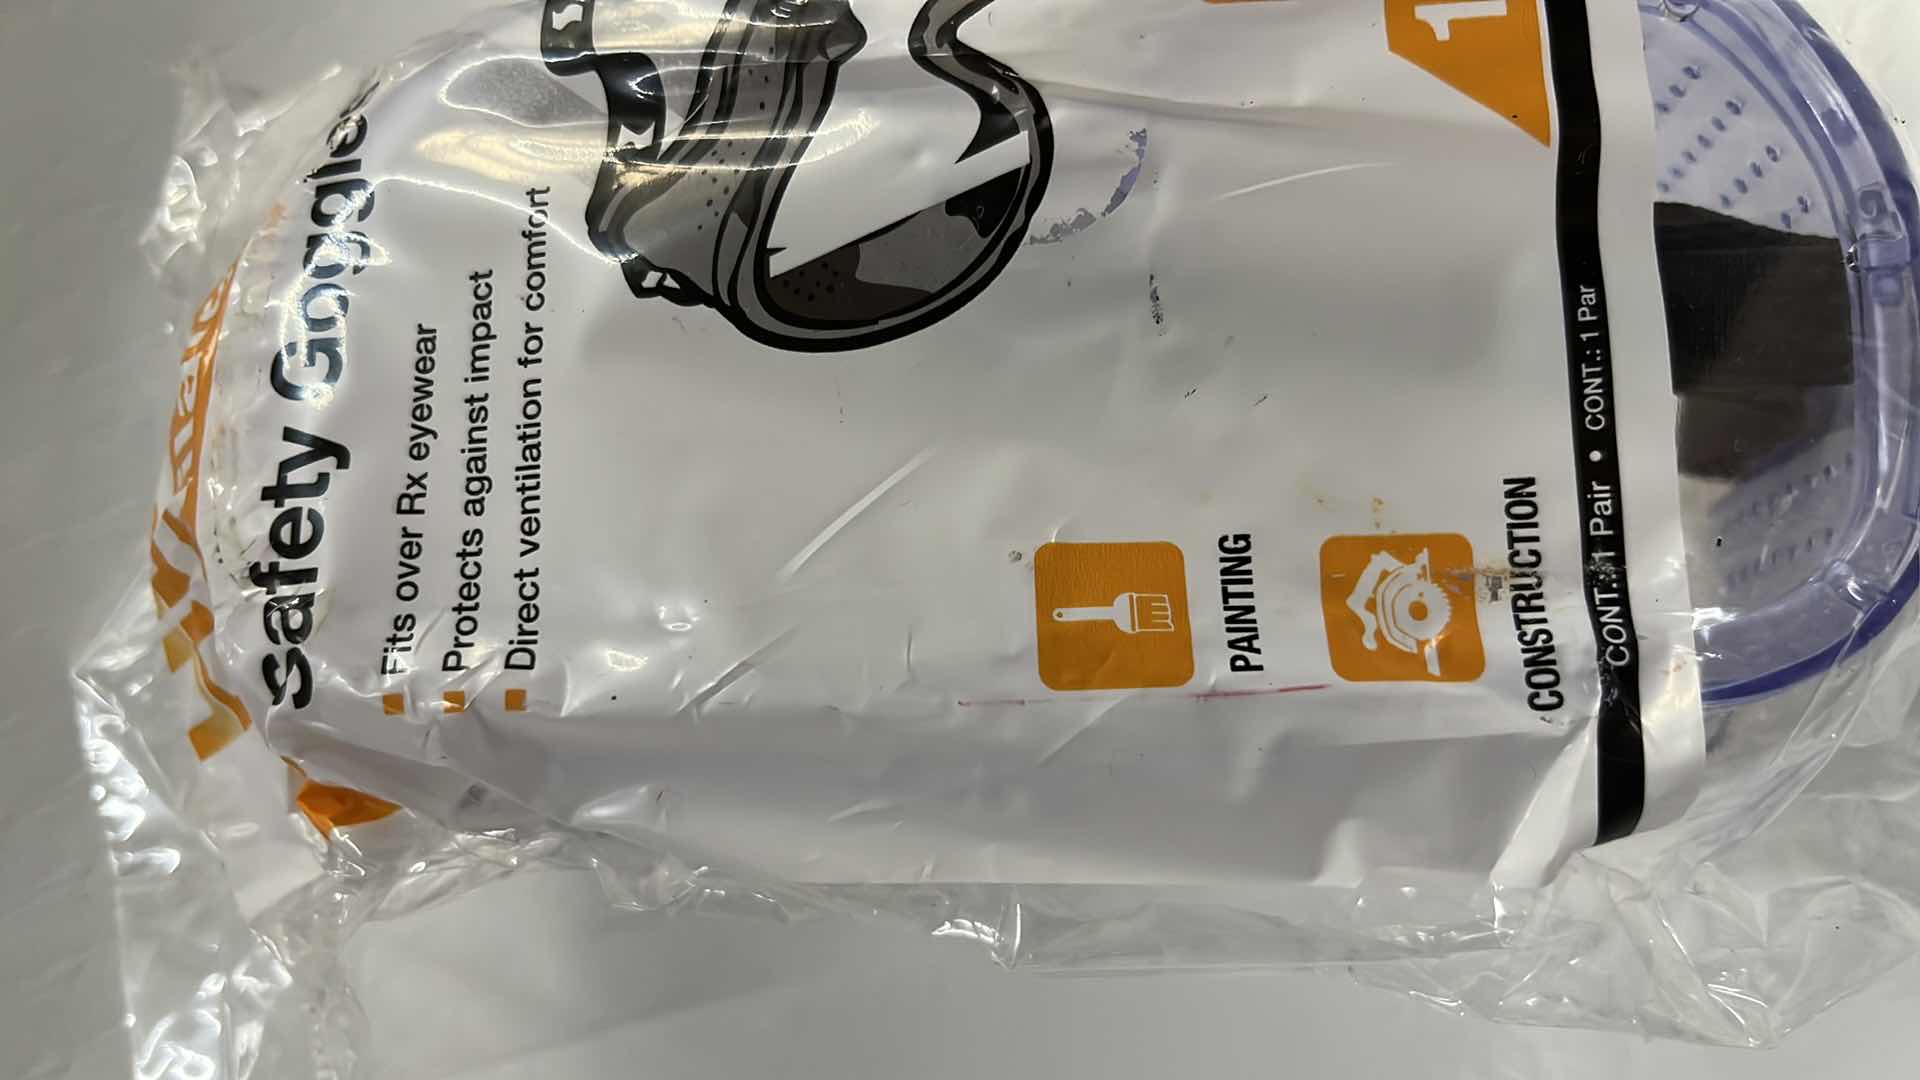 Safety Goggles
Fits over Rx eyewear
Protects against impact
Direct ventilation for comfort
PAINTING
CONSTRUCTION
1
CONT.: 1 Pair • CONT.: 1 Par